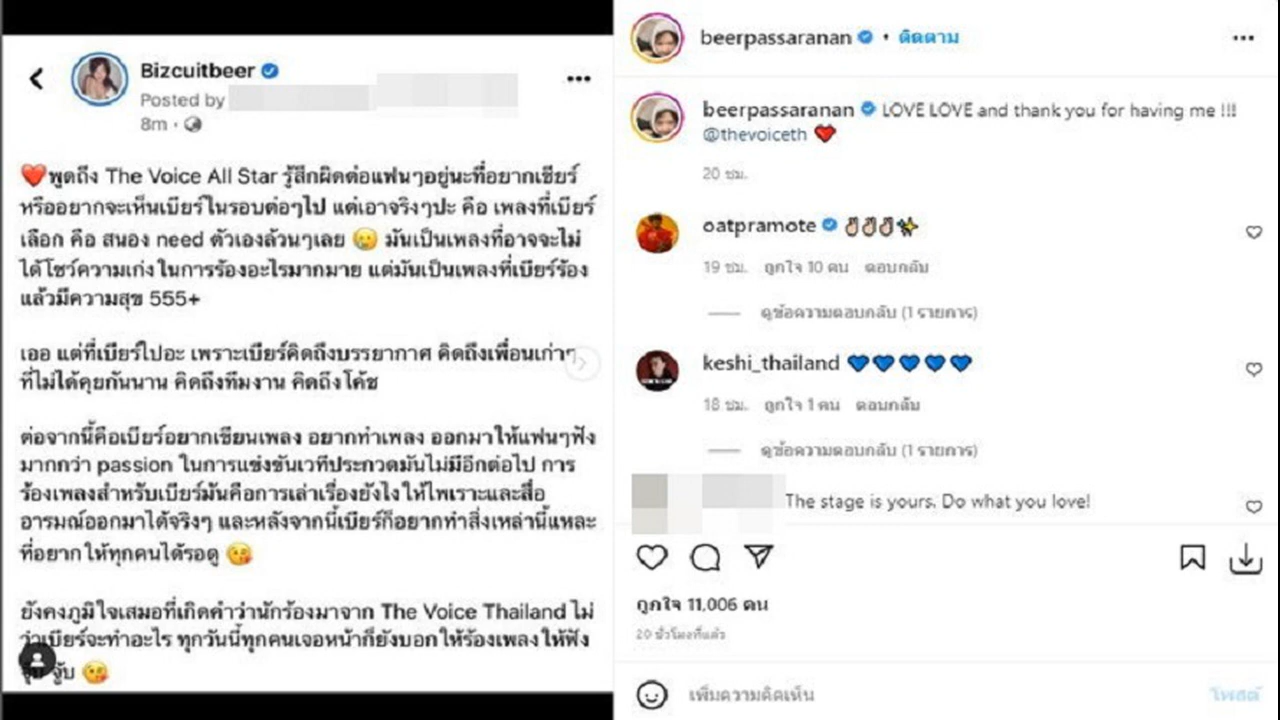 Bizcuitbeer
Posted by
8m
❤️พูดถึง The Voice All Star รู้สึกผิดต่อแฟนๆอยู่นะที่อยากเชียร์
หรืออยากจะเห็นเบียร์ในรอบต่อๆไป แต่เอาจริงๆปะ คือ เพลงที่เบียร์
เลือก คือ สนอง need ตัวเองล้วนๆเลย 🥲 มันเป็นเพลงที่อาจจะไม่
ได้โชว์ความเก่งในการร้องอะไรมากมาย แต่มันเป็นเพลงที่เบียร์ร้อง
แล้วมีความสุข 555+
เออ แต่ที่เบียร์ไปอะ เพราะเบียร์คิดถึงบรรยากาศ คิดถึงเพื่อนเก่าๆ
ที่ไม่ได้คุยกันนาน คิดถึงทีมงาน คิดถึงโค้ช
ต่อจากนี้คือเบียร์อยากเขียนเพลง อยากทำเพลง ออกมาให้แฟนๆฟัง
มากกว่า passion ในการแข่งขันเวทีประกวดมันไม่มีอีกต่อไป การ
ร้องเพลงสำหรับเบียร์มันคือการเล่าเรื่องยังไงให้ไพเราะและสื่อ
อารมณ์ออกมาได้จริงๆ และหลังจากนี้เบียร์ก็อยากทำสิ่งเหล่านี้แหละ
ที่อยากให้ทุกคนได้รอดู 😘
ยังคงภูมิใจเสมอที่เกิดคำว่านักร้องมาจาก The Voice Thailand ไม่
ว่าเบียร์จะทำอะไร ทุกวันนี้ทุกคนเจอหน้าก็ยังบอกให้ร้องเพลงให้ฟัง
จุ๊บ จู๊บ 😘
beerpassaranan • ติดตาม
beerpassaranan LOVE LOVE and thank you for having me !!!
@thevoiceth ❤️
20 ชม.
oatpramote ✌🏻✌🏻✌🏻✨
19 ชม. ถูกใจ 10 คน ตอบกลับ
ดูข้อความตอบกลับ (1 รายการ)
keshi_thailand 💙💙💙💙💙
18 ชม. ถูกใจ 1 คน ตอบกลับ
ดูข้อความตอบกลับ (1 รายการ)
The stage is yours. Do what you love!
ถูกใจ 11,006 คน
20 ชั่วโมงที่แล้ว
เพิ่มความคิดเห็น
โพสต์